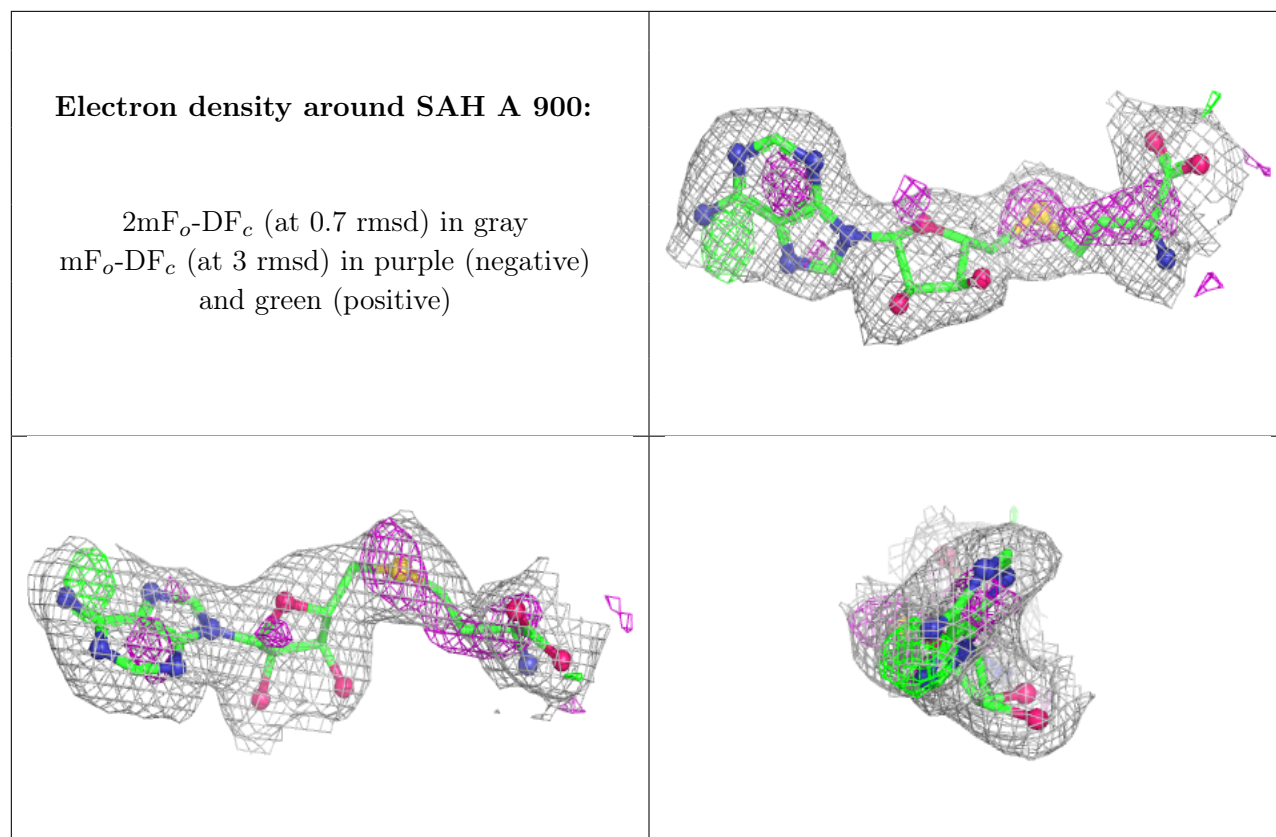 Electron density around SAH A 900:
2mFo-DFc (at 0.7 rmsd) in gray
mFo-DFc (at 3 rmsd) in purple (negative)
and green (positive)